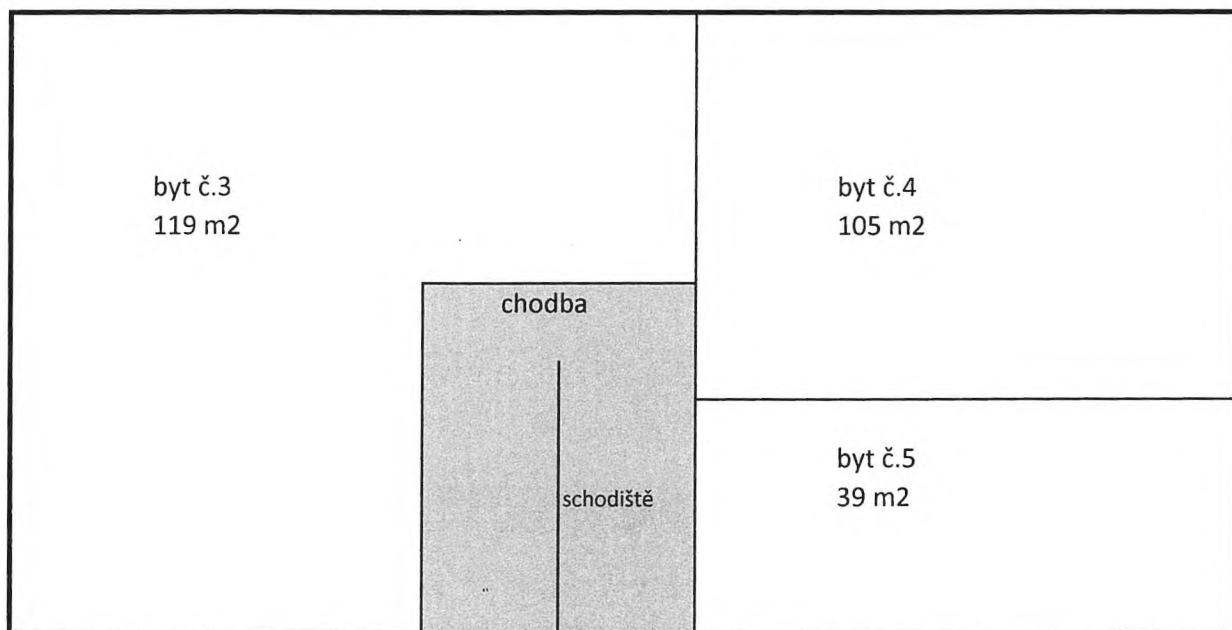 byt č.3
119 m2
byt č.4
105 m2
chodba
schodiště
byt č.5
39 m2